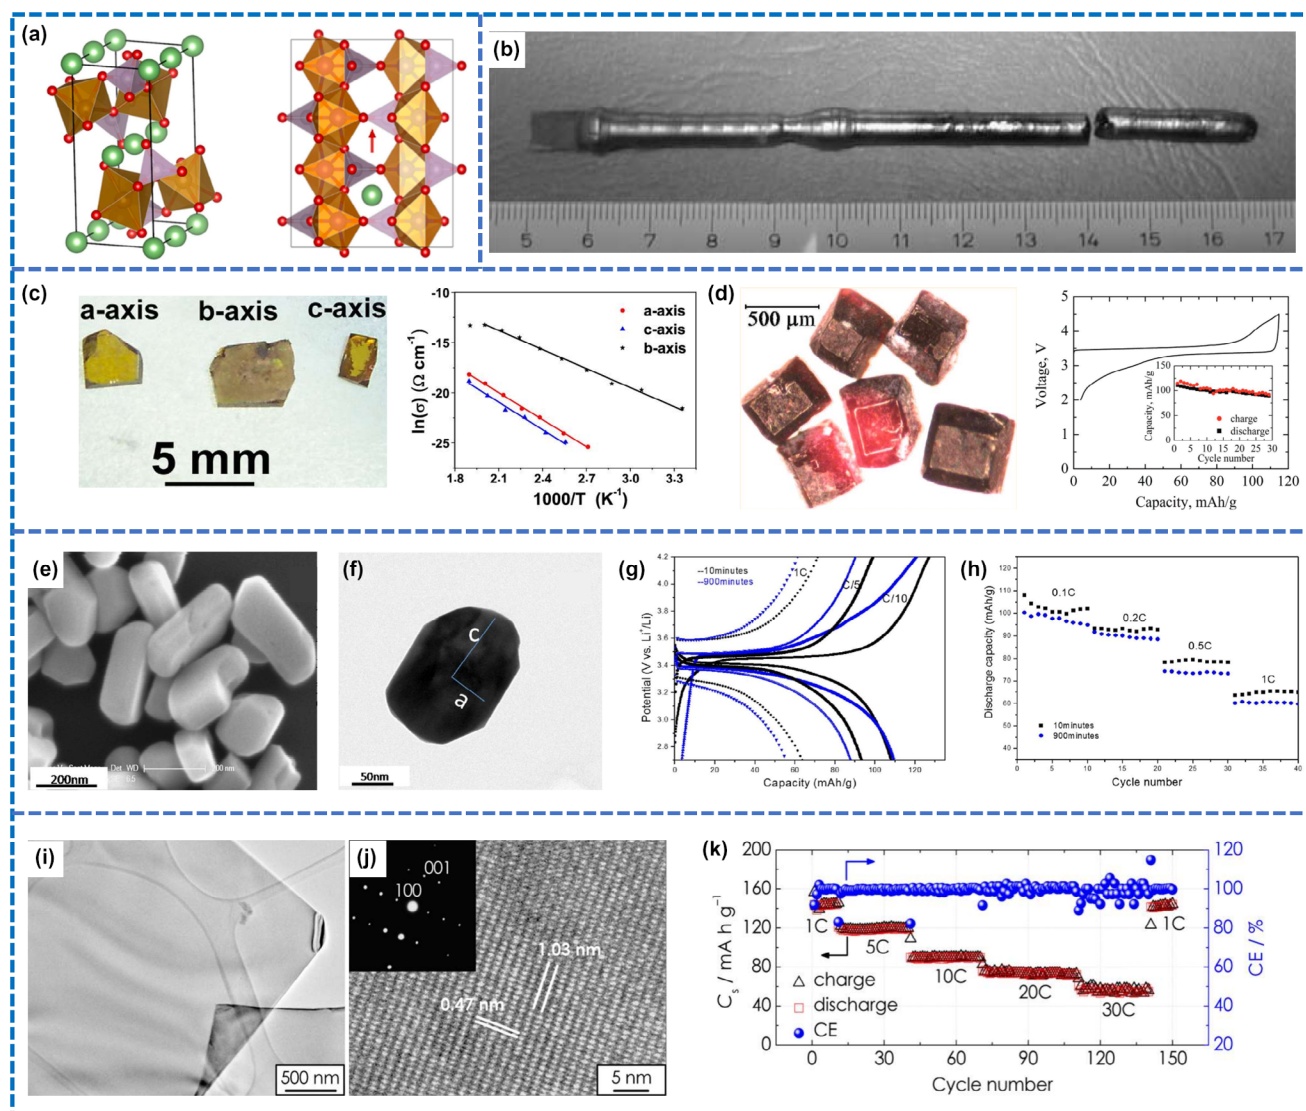 (a)
(b)
5 6 7 8 9 10 11 12 13 14 15 16 17
(c)
a-axis b-axis c-axis
5 mm
-10
-15
-20
-25
ln(σ) (Ω cm⁻¹)
a-axis
c-axis
b-axis
1.8 2.1 2.4 2.7 3.0 3.3
1000/T (K⁻¹)
(d)
500 µm
5
4
3
2
1
0
Voltage, V
0 20 40 60 80 100 120
Capacity, mAh/g
150
100
50
0
Capacity, mAh/g
charge
discharge
0 5 10 15 20 25 30
Cycle number
(e)
Det WD
200nm
(f)
c
a
50nm
(g)
4.2
3.9
3.6
3.3
3.0
2.7
Potential (V vs. Li⁺/Li)
--10minutes
--900minutes
1C
C/5
C/10
0 20 40 60 80 100 120
Capacity (mAh/g)
(h)
120
110
100
90
80
70
60
50
40
Discharge capacity (mAh/g)
0.1C
0.2C
0.5C
1C
10minutes
900minutes
0 5 10 15 20 25 30 35 40
Cycle number
(i)
500 nm
(j)
001
100
1.03 nm
0.47 nm
5 nm
(k)
200
160
120
80
40
0
Cₛ / mA h g⁻¹
120
100
80
60
40
20
CE / %
1C
5C
10C
20C
30C
1C
charge
discharge
CE
0 30 60 90 120 150
Cycle number